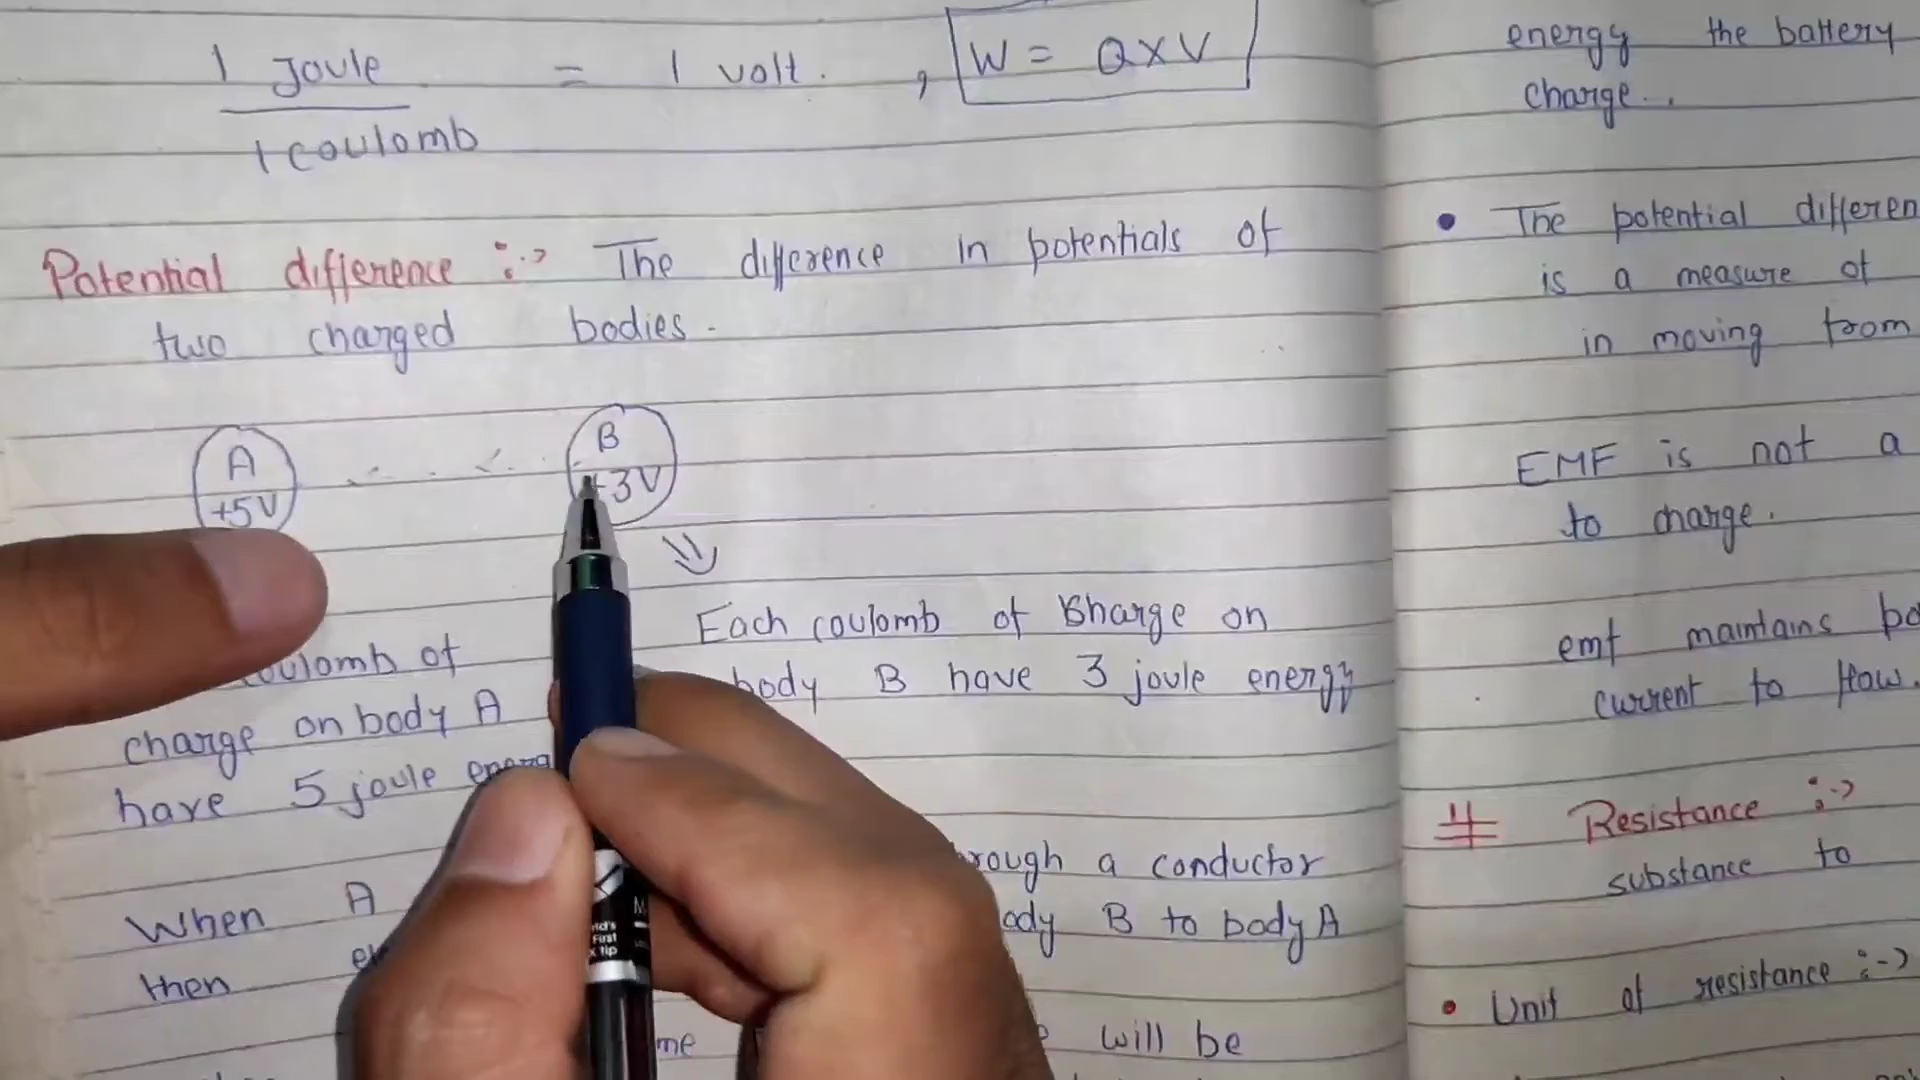 1 Joule = 1 volt. , W = Q X V
1 coulomb
Potential difference :-> The difference in potentials of
two charged bodies.
A B
+5V +3V
Each coulomb of charge on
body B have 3 joule energy
coulomb of
charge on body A
have 5 joule
When A through a conductor
then body B to body A
will be
energy the battery
charge..
• The potential
is a measure of
in moving from
EMF is not a
to charge.
emf maintains
current to flow.
# Resistance :->
substance to
• Unit of resistance :->